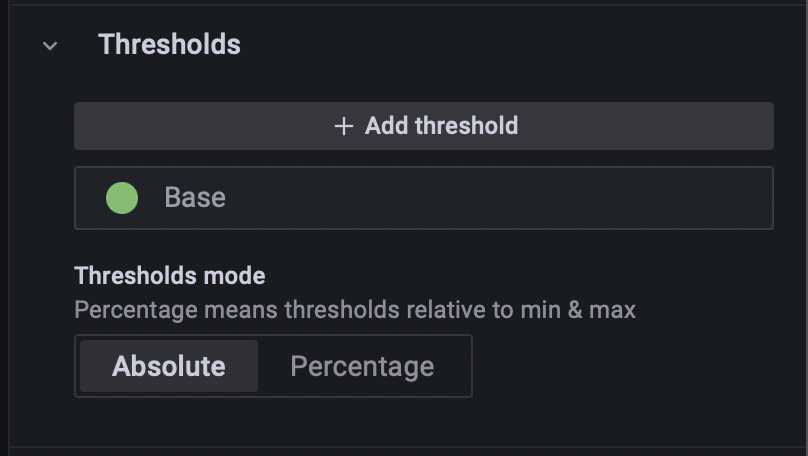 Thresholds
+ Add threshold
Base
Thresholds mode
Percentage means thresholds relative to min & max
Absolute Percentage